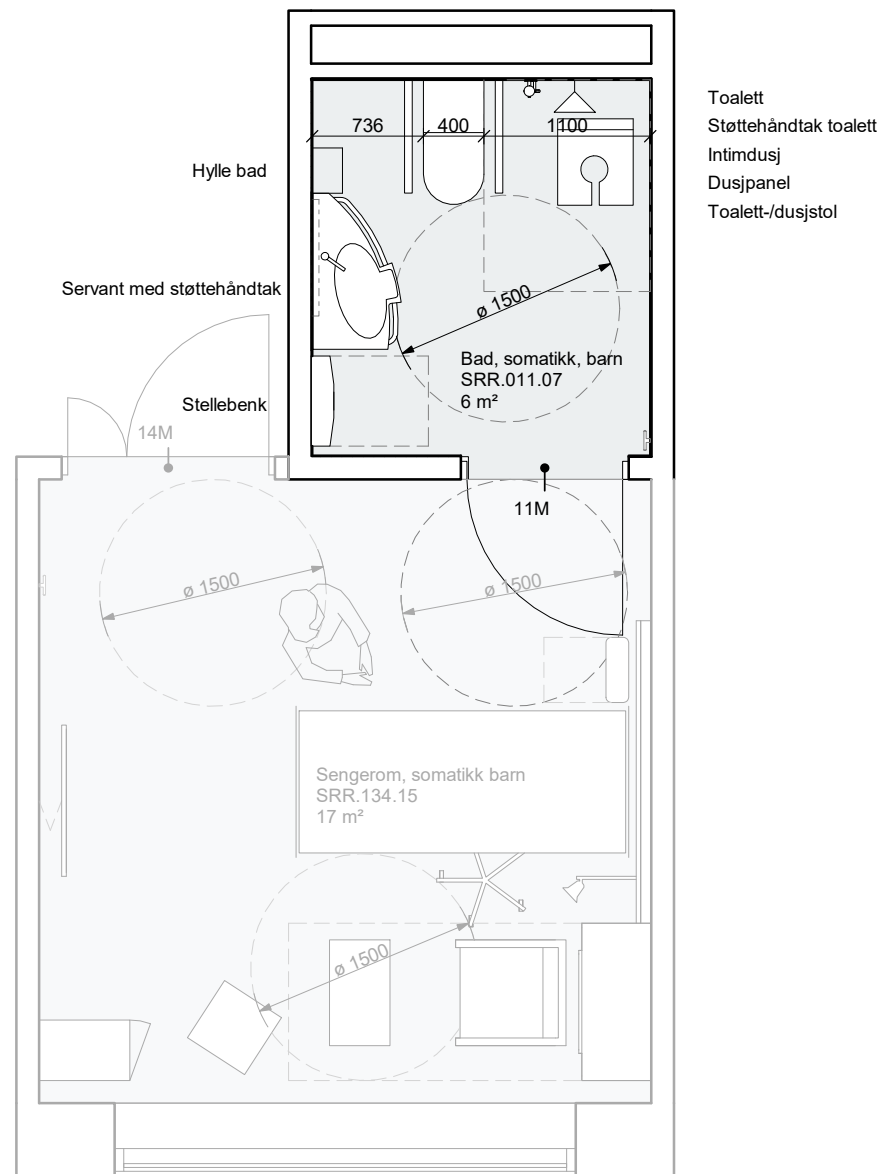 Toalett
Støttehåndtak toalett
Intimdusj
Dusjpanel
Toalett-/dusjstol
736
400
1100
Hylle bad
Servant med støttehåndtak
ø 1500
Bad, somatikk, barn
SRR.011.07
6 m²
Stellebenk
14M
11M
ø 1500
ø 1500
Sengerom, somatikk barn
SRR.134.15
17 m²
ø 1500